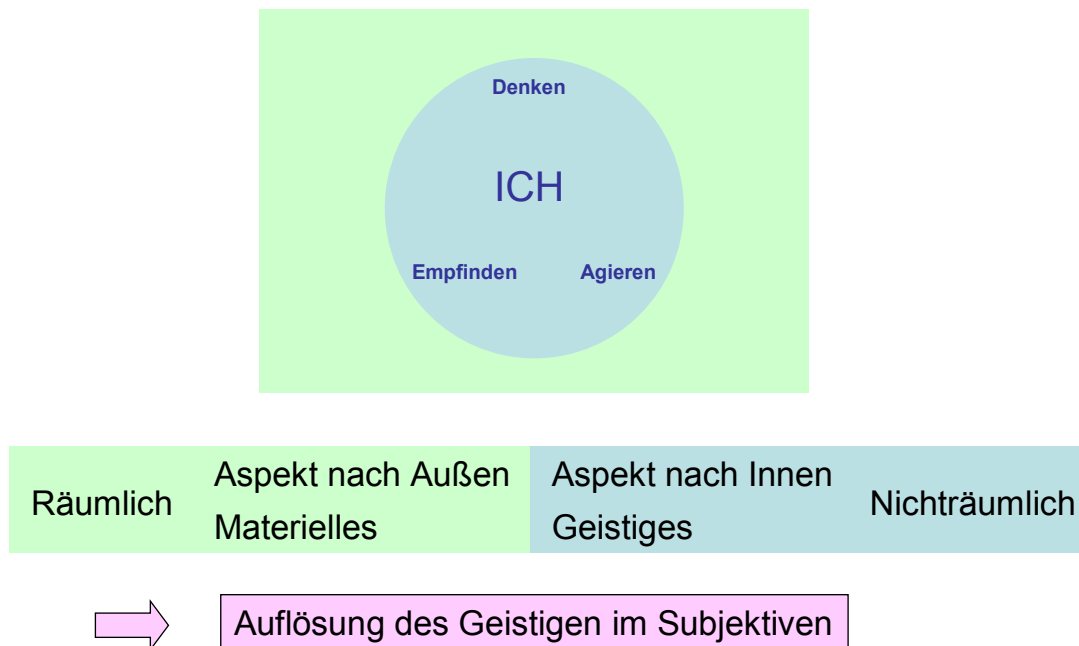 Denken
ICH
Empfinden Agieren
Räumlich
Aspekt nach Außen
Materielles
Aspekt nach Innen
Geistiges
Nichträumlich
Auflösung des Geistigen im Subjektiven